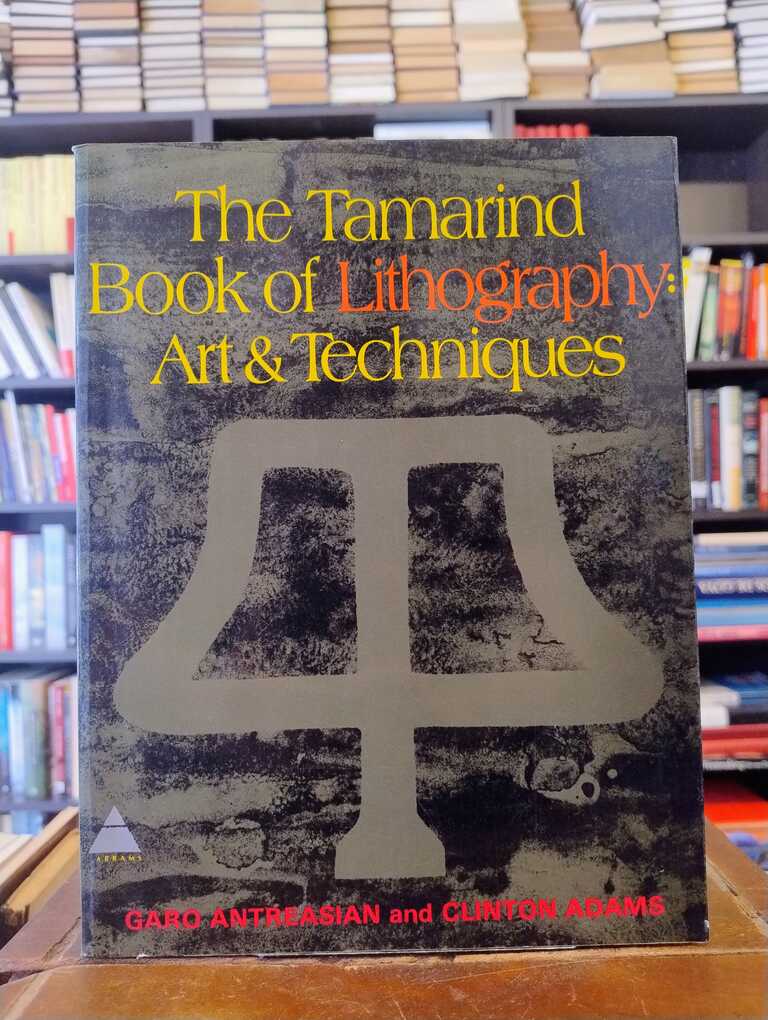 The Tamarind
Book of Lithography:
Art & Techniques
ABRAMS
GARO ANTREASIAN and CLINTON ADAMS